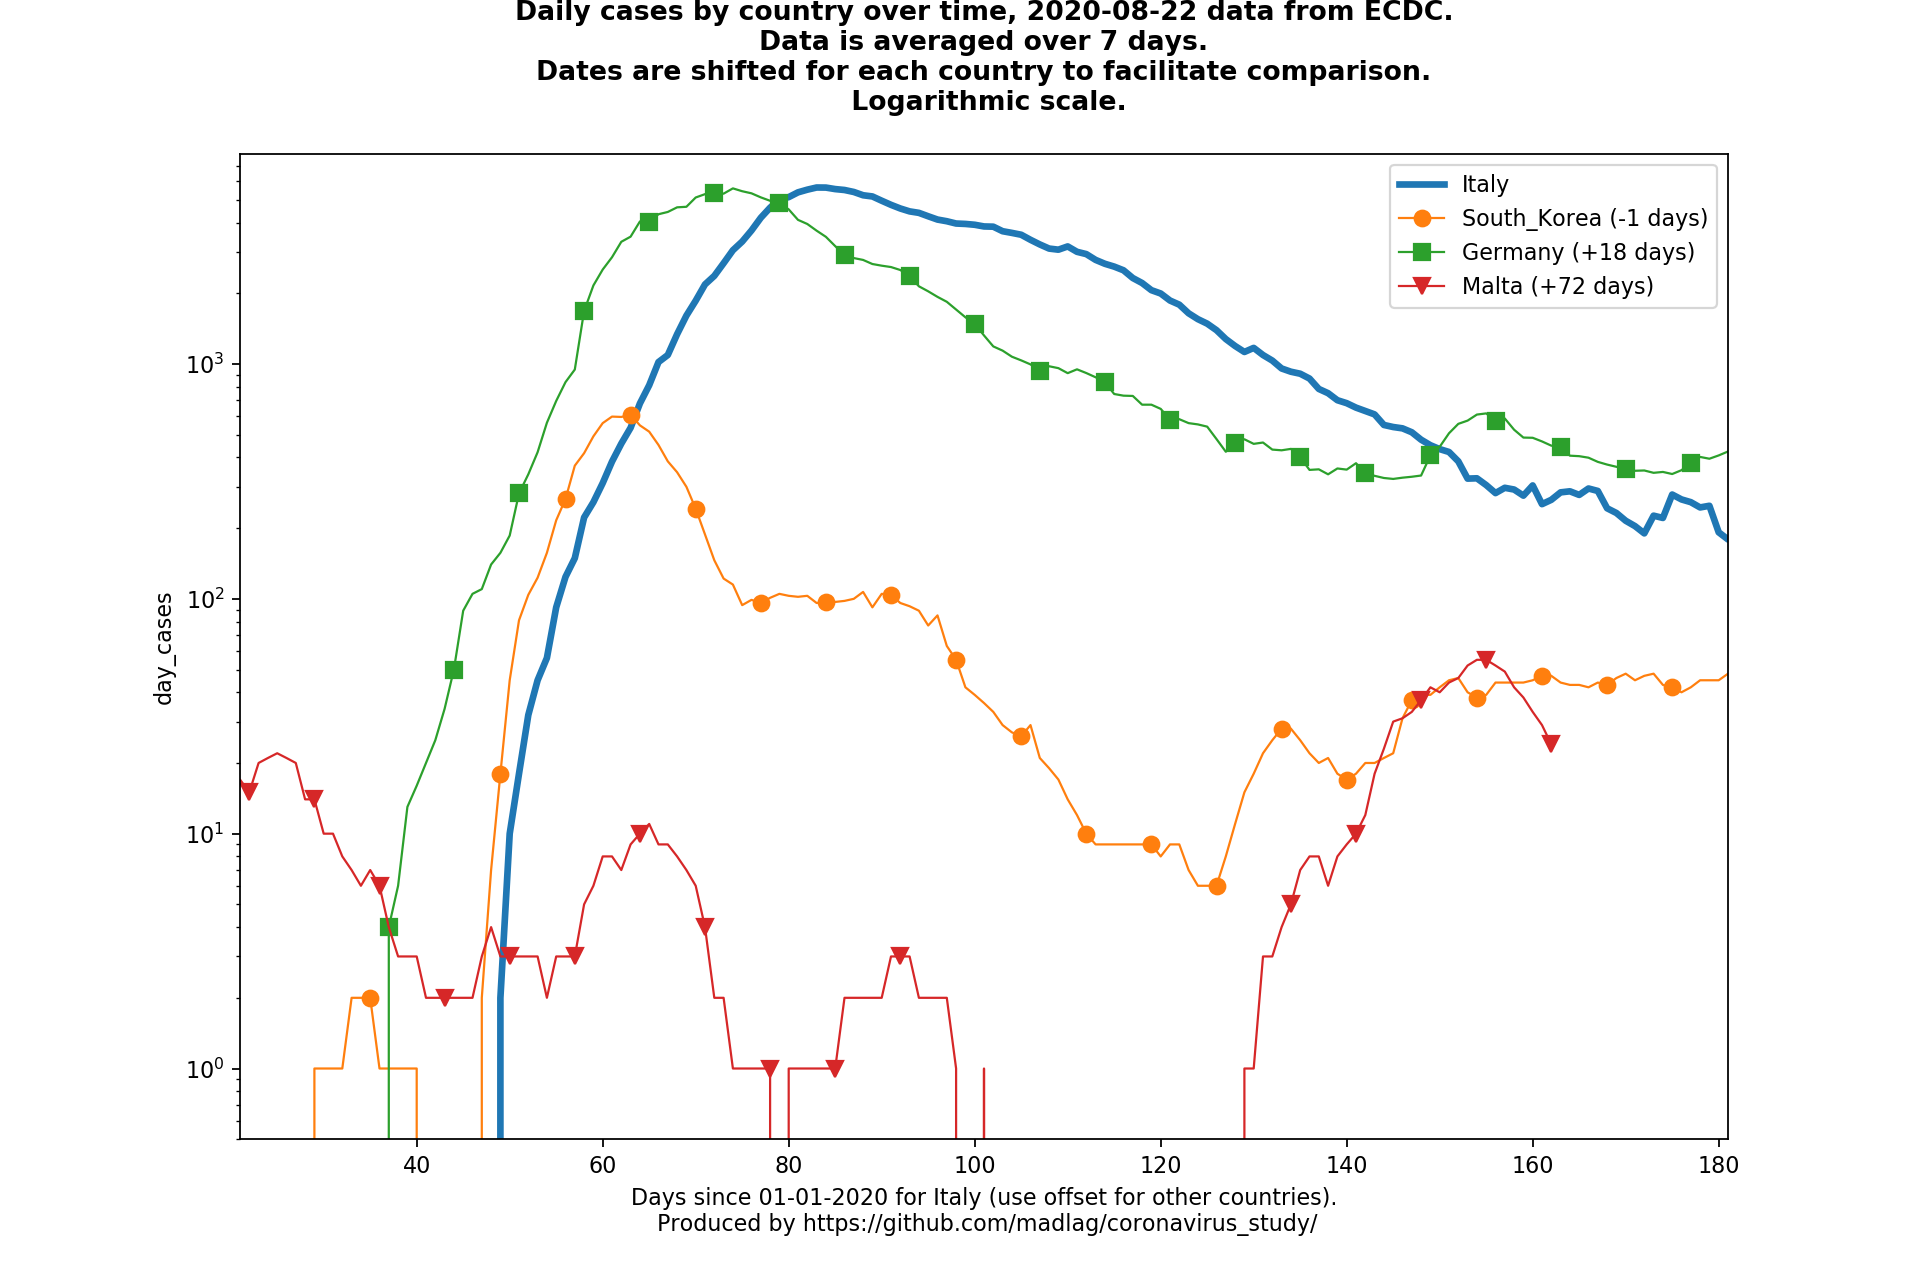 Daily cases by country over time, 2020-08-22 data from ECDC.
Data is averaged over 7 days.
Dates are shifted for each country to facilitate comparison.
Logarithmic scale.
Italy
South_Korea (-1 days)
Germany (+18 days)
Malta (+72 days)
day_cases
10³
10²
10¹
10⁰
40 60 80 100 120 140 160 180
Days since 01-01-2020 for Italy (use offset for other countries).
Produced by https://github.com/madlag/coronavirus_study/